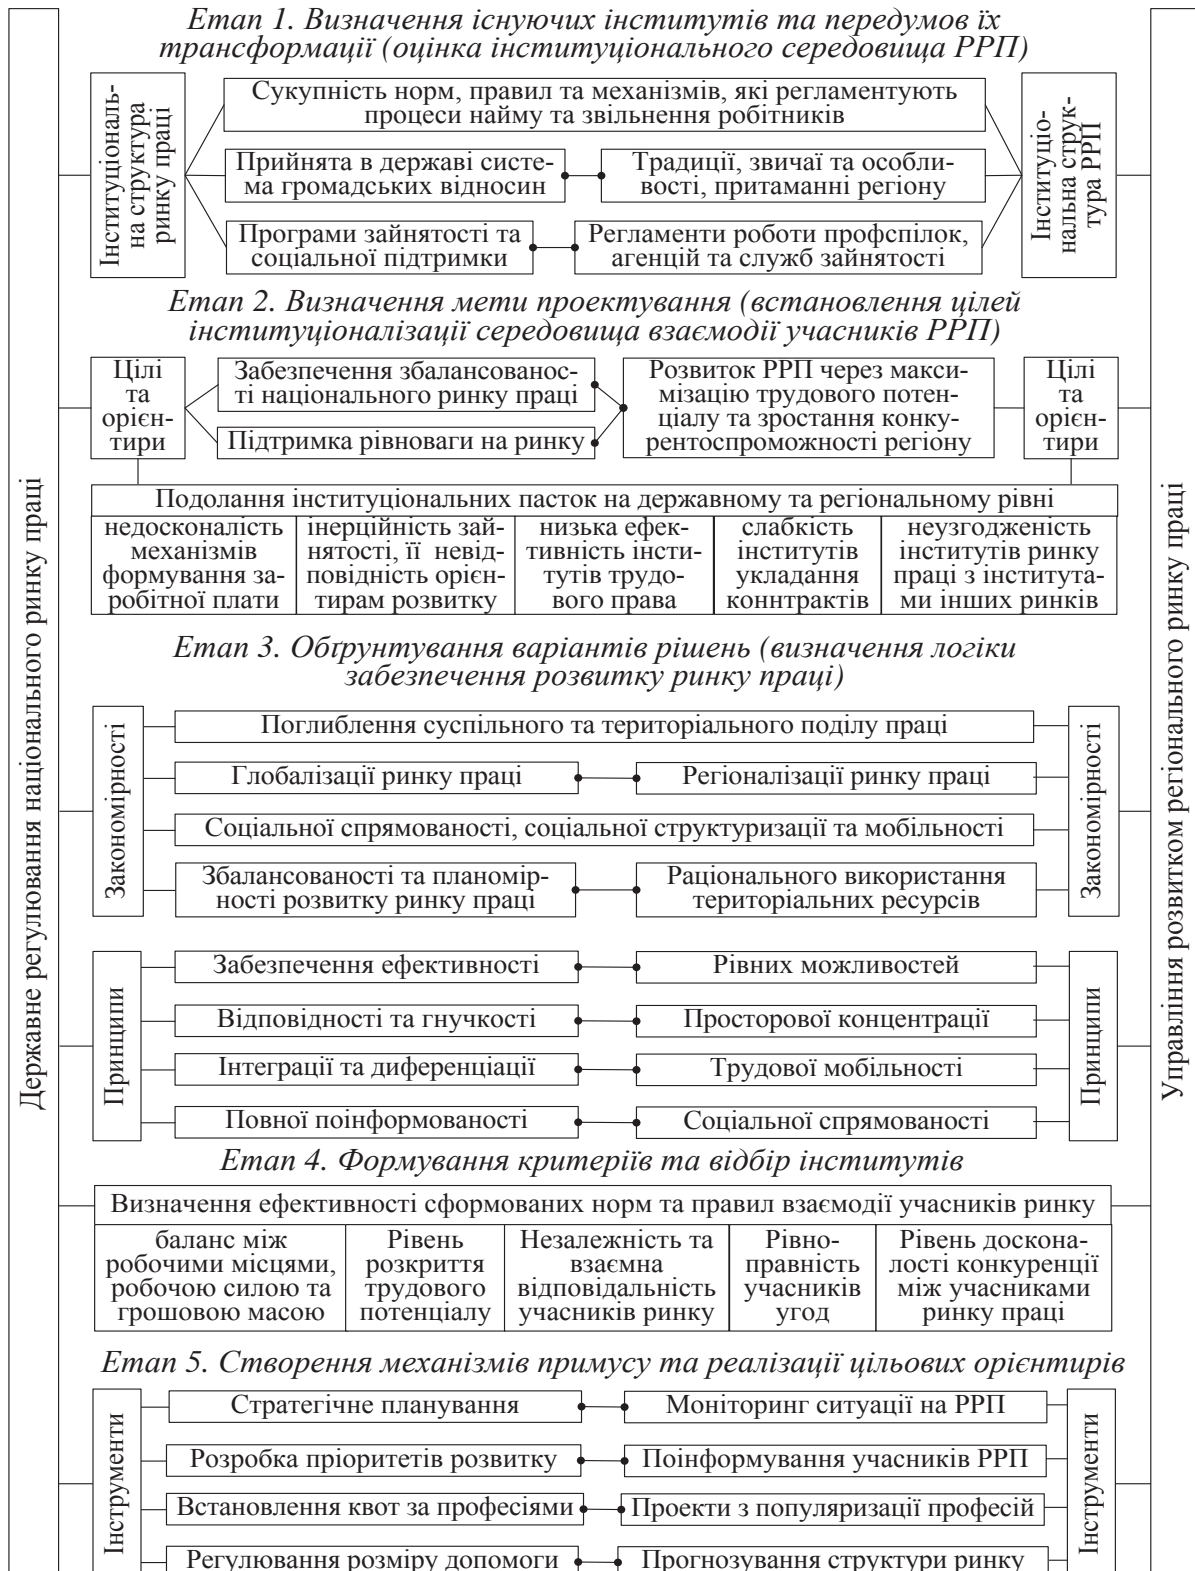 Етап 1. Визначення існуючих інститутів та передумов їх
трансформації (оцінка інституціонального середовища РРП)
Державне регулювання національного ринку праці
Інституціональ-
на структура
ринку праці
Сукупність норм, правил та механізмів, які регламентують
процеси найму та звільнення робітників
Прийнята в державі систе-
ма громадських відносин
Традиції, звичаї та особли-
вості, притаманні регіону
Програми зайнятості та
соціальної підтримки
Регламенти роботи профспілок,
агенцій та служб зайнятості
Інституціо-
нальна струк-
тура РРП
Управління розвитком регіонального ринку праці
Етап 2. Визначення мети проектування (встановлення цілей
інституціоналізації середовища взаємодії учасників РРП)
Цілі
та
орієн-
тири
Забезпечення збалансованос-
ті національного ринку праці
Підтримка рівноваги на ринку
Розвиток РРП через макси-
мізацію трудового потен-
ціалу та зростання конку-
рентоспроможності регіону
Цілі
та
орієн-
тири
Подолання інституціональних пасток на державному та регіональному рівні
недосконалість
механізмів
формування за-
робітної плати
інерційність зай-
нятості, її невід-
повідність орієн-
тирам розвитку
низька ефек-
тивність інсти-
тутів трудо-
вого права
слабкість
інститутів
укладання
коннтрактів
неузгодженість
інститутів ринку
праці з інститута-
ми інших ринків
Етап 3. Обґрунтування варіантів рішень (визначення логіки
забезпечення розвитку ринку праці)
Закономірності
Поглиблення суспільного та територіального поділу праці
Глобалізації ринку праці
Регіоналізації ринку праці
Соціальної спрямованості, соціальної структуризації та мобільності
Збалансованості та планомір-
ності розвитку ринку праці
Раціонального використання
територіальних ресурсів
Закономірності
Принципи
Забезпечення ефективності
Рівних можливостей
Відповідності та гнучкості
Просторової концентрації
Інтеграції та диференціації
Трудової мобільності
Повної поінформованості
Соціальної спрямованості
Принципи
Етап 4. Формування критеріїв та відбір інститутів
Визначення ефективності сформованих норм та правил взаємодії учасників ринку
баланс між
робочими місцями,
робочою силою та
грошовою масою
Рівень
розкриття
трудового
потенціалу
Незалежність та
взаємна
відповідальність
учасників ринку
Рівно-
правність
учасників
угод
Рівень доскона-
лості конкуренції
між учасниками
ринку праці
Етап 5. Створення механізмів примусу та реалізації цільових орієнтирів
Інструменти
Стратегічне планування
Моніторинг ситуації на РРП
Розробка пріоритетів розвитку
Поінформування учасників РРП
Встановлення квот за професіями
Проекти з популяризації професій
Регулювання розміру допомоги
Прогнозування структури ринку
Інструменти